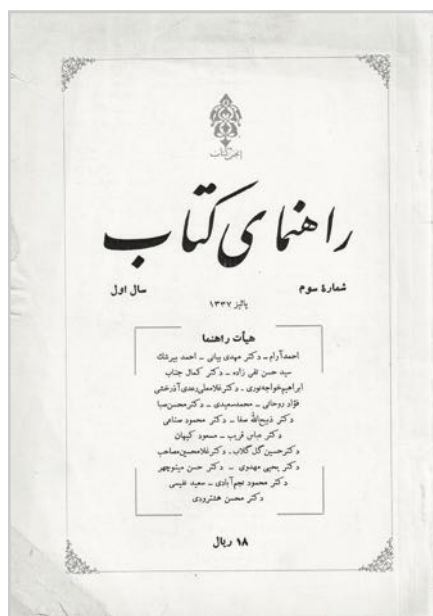 انجمن کتاب
راهنمای کتاب
شمارهٔ سوم سال اول
پائیز ۱۳۳۷
هیأت راهنما
احمد آرام ـ دکتر مهدی بیانی ـ احمد بیرشك
سید حسن تقی زاده ـ دکتر کمال جناب
ابراهیم خواجه نوری ـ دکتر غلامعلی رعدی آذرخشی
فؤاد روحانی ـ محمد سعیدی ـ دکتر محسن صبا
دکتر ذبیح‌الله صفا ـ دکتر محمود صناعی
دکتر عباس قریب ـ مسعود کیهان
دکتر حسین گل گلاب ـ دکتر غلامحسین مصاحب
دکتر یحیی مهدوی ـ دکتر حسن مینوچهر
دکتر محمود نجم آبادی ـ سعید نفیسی
دکتر محسن هشترودی
۱۸ ریال